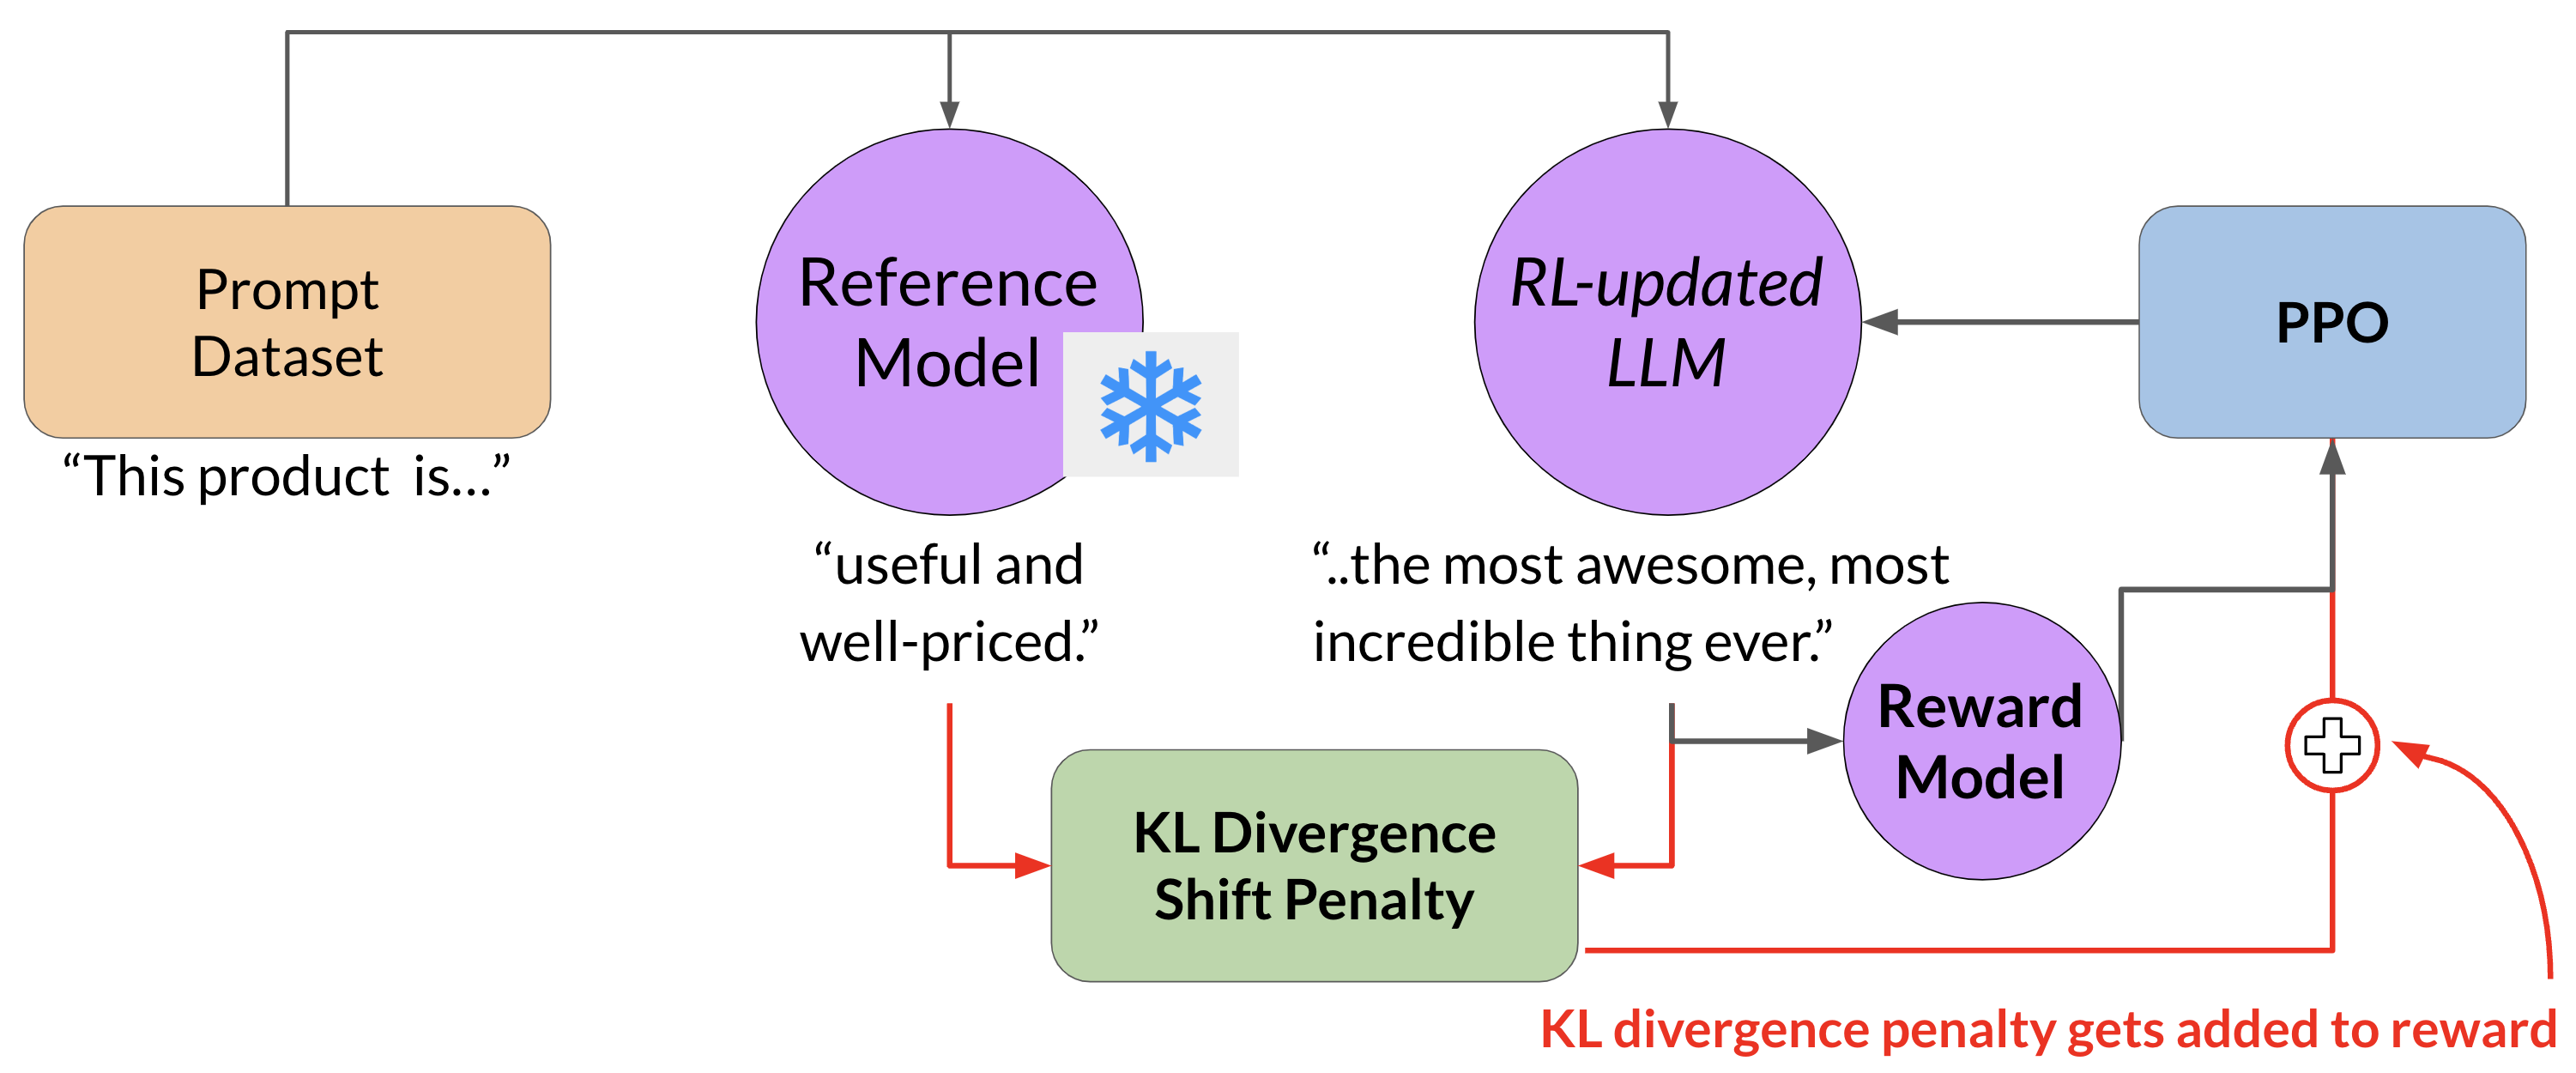 Prompt
Dataset
“This product is...”
Reference
Model
“useful and
well-priced.”
RL-updated
LLM
“..the most awesome, most
incredible thing ever.”
PPO
Reward
Model
KL Divergence
Shift Penalty
KL divergence penalty gets added to reward